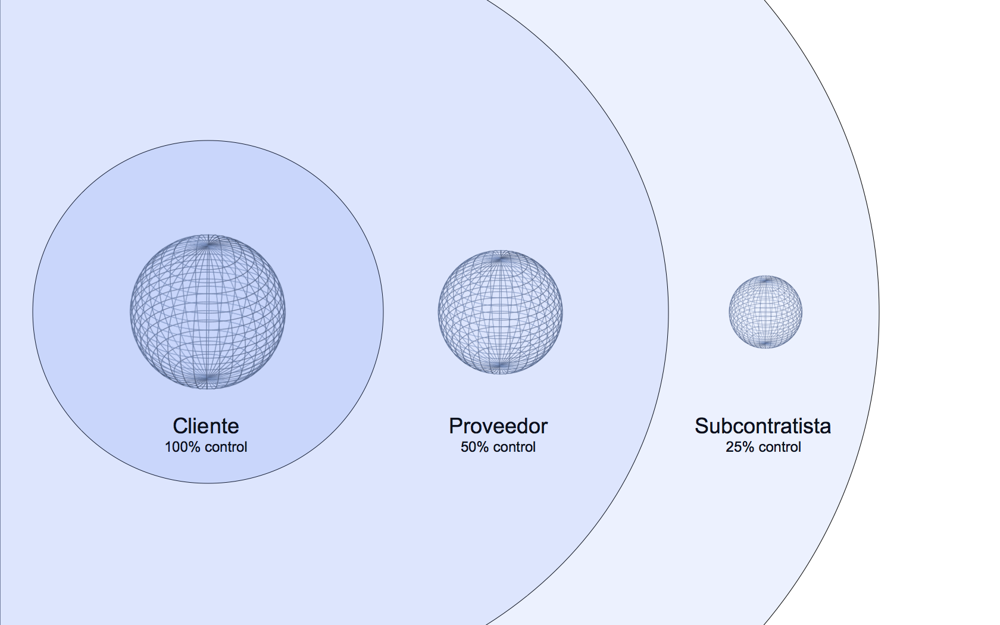 Cliente
100% control
Proveedor
50% control
Subcontratista
25% control